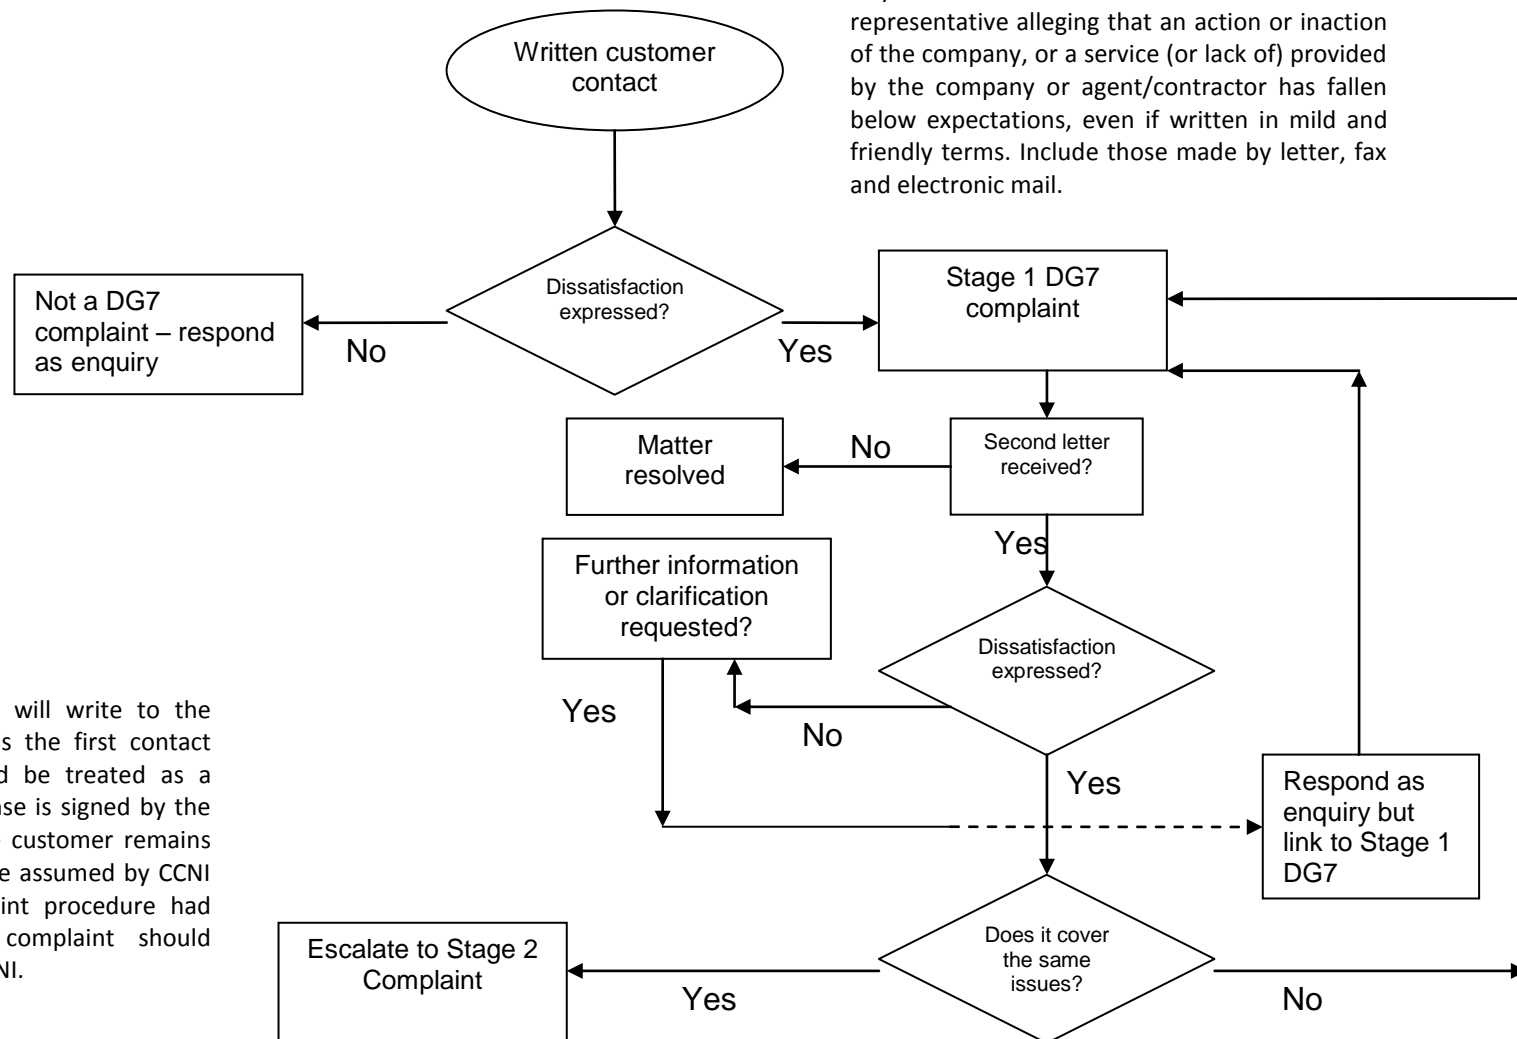 representative alleging that an action or inaction
of the company, or a service (or lack of) provided
by the company or agent/contractor has fallen
below expectations, even if written in mild and
friendly terms. Include those made by letter, fax
and electronic mail.
Written customer
contact
Dissatisfaction
expressed?
No
Yes
Not a DG7
complaint – respond
as enquiry
Stage 1 DG7
complaint
Second letter
received?
No
Matter
resolved
Yes
Dissatisfaction
expressed?
No
Further information
or clarification
requested?
Yes
Yes
Respond as
enquiry but
link to Stage 1
DG7
Does it cover
the same
issues?
Yes
No
Escalate to Stage 2
Complaint
will write to the
s the first contact
d be treated as a
se is signed by the
customer remains
e assumed by CCNI
int procedure had
complaint should
NI.